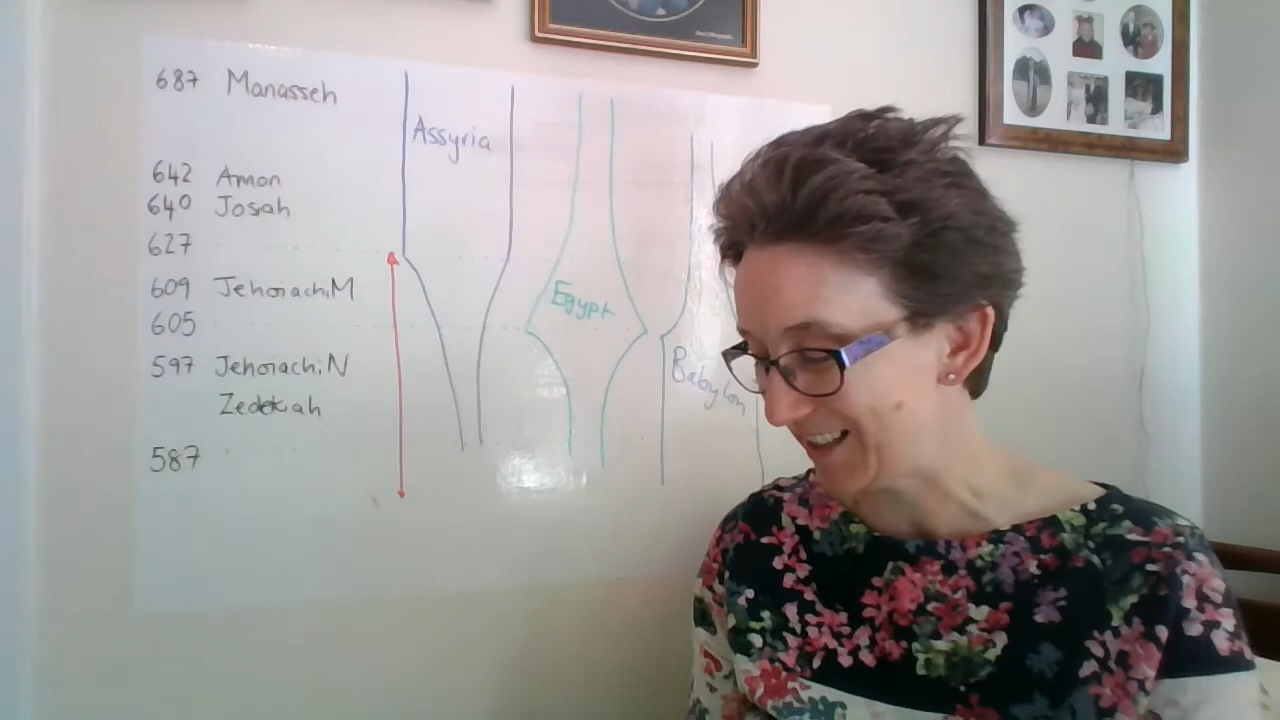 687 Manasseh
Assyria
642 Amon
640 Josah
627
609 JehoiachiM
Egypt
605
597 JehoiachiN
Babylon
Zedekiah
587